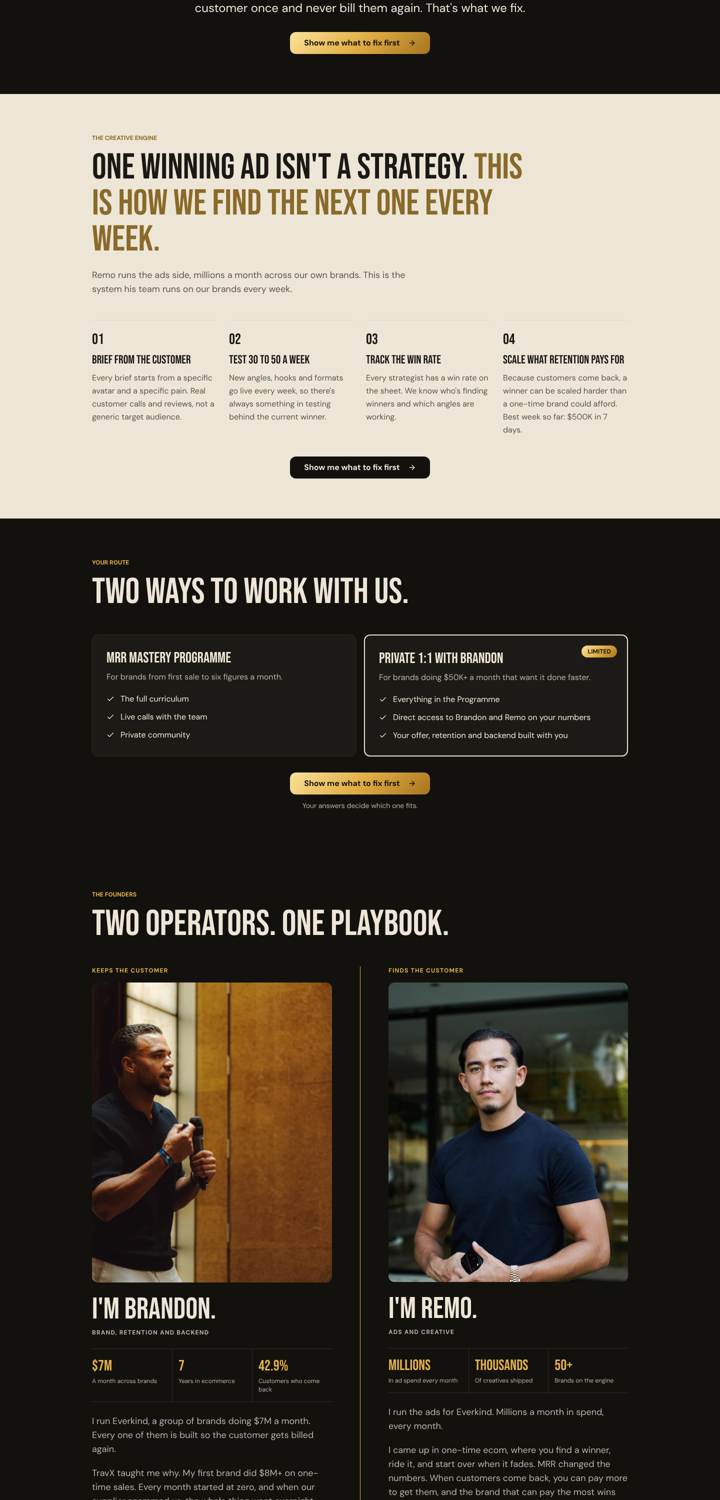 customer once and never bill them again. That's what we fix.
Show me what to fix first →
THE CREATIVE ENGINE
ONE WINNING AD ISN'T A STRATEGY. THIS
IS HOW WE FIND THE NEXT ONE EVERY
WEEK.
Remo runs the ads side, millions a month across our own brands. This is the
system his team runs on our brands every week.
01
BRIEF FROM THE CUSTOMER
Every brief starts from a specific
avatar and a specific pain. Real
customer calls and reviews, not a
generic target audience.
02
TEST 30 TO 50 A WEEK
New angles, hooks and formats
go live every week, so there's
always something in testing
behind the current winner.
03
TRACK THE WIN RATE
Every strategist has a win rate on
the sheet. We know who's finding
winners and which angles are
working.
04
SCALE WHAT RETENTION PAYS FOR
Because customers come back, a
winner can be scaled harder than
a one-time brand could afford.
Best week so far: $500K in 7
days.
Show me what to fix first →
YOUR ROUTE
TWO WAYS TO WORK WITH US.
MRR MASTERY PROGRAMME
For brands from first sale to six figures a month.
✓ The full curriculum
✓ Live calls with the team
✓ Private community
LIMITED
PRIVATE 1:1 WITH BRANDON
For brands doing $50K+ a month that want it done faster.
✓ Everything in the Programme
✓ Direct access to Brandon and Remo on your numbers
✓ Your offer, retention and backend built with you
Show me what to fix first →
Your answers decide which one fits.
THE FOUNDERS
TWO OPERATORS. ONE PLAYBOOK.
KEEPS THE CUSTOMER
I'M BRANDON.
BRAND, RETENTION AND BACKEND
$7M
A month across brands
7
Years in ecommerce
42.9%
Customers who come
back
I run Everkind, a group of brands doing $7M a month.
Every one of them is built so the customer gets billed
again.
TravX taught me why. My first brand did $8M+ on one-
time sales. Every month started at zero, and when our
FINDS THE CUSTOMER
I'M REMO.
ADS AND CREATIVE
MILLIONS
In ad spend every month
THOUSANDS
Of creatives shipped
50+
Brands on the engine
I run the ads for Everkind. Millions a month in spend,
every month.
I came up in one-time ecom, where you find a winner,
ride it, and start over when it fades. MRR changed the
numbers. When customers come back, you can pay more
to get them, and the brand that can pay the most wins